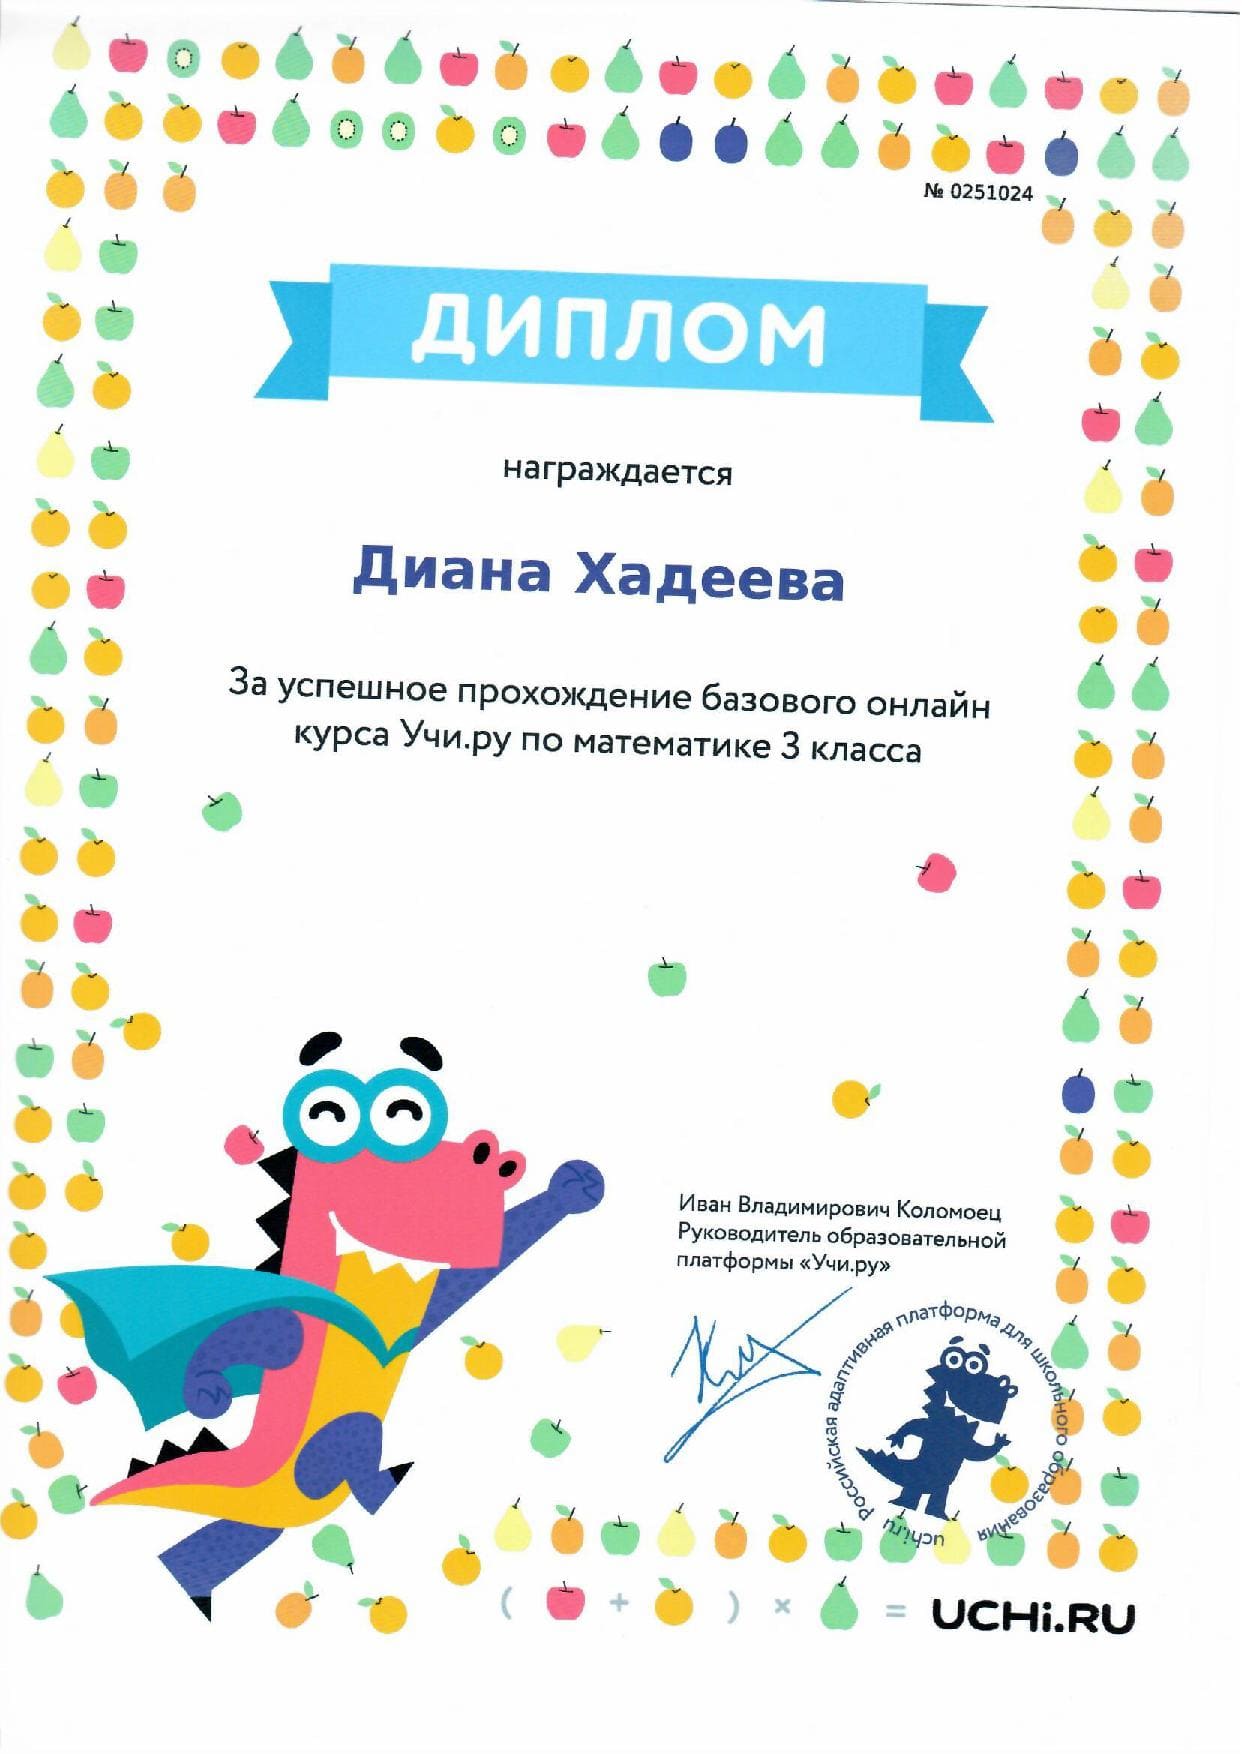 № 0251024
ДИПЛОМ
награждается
Диана Хадеева
За успешное прохождение базового онлайн
курса Учи.ру по математике 3 класса
Иван Владимирович Коломоец
Руководитель образовательной
платформы «Учи.ру»
Российская адаптивная платформа для школьного образования
uchi.ru
( + ) × =
UCHi.RU